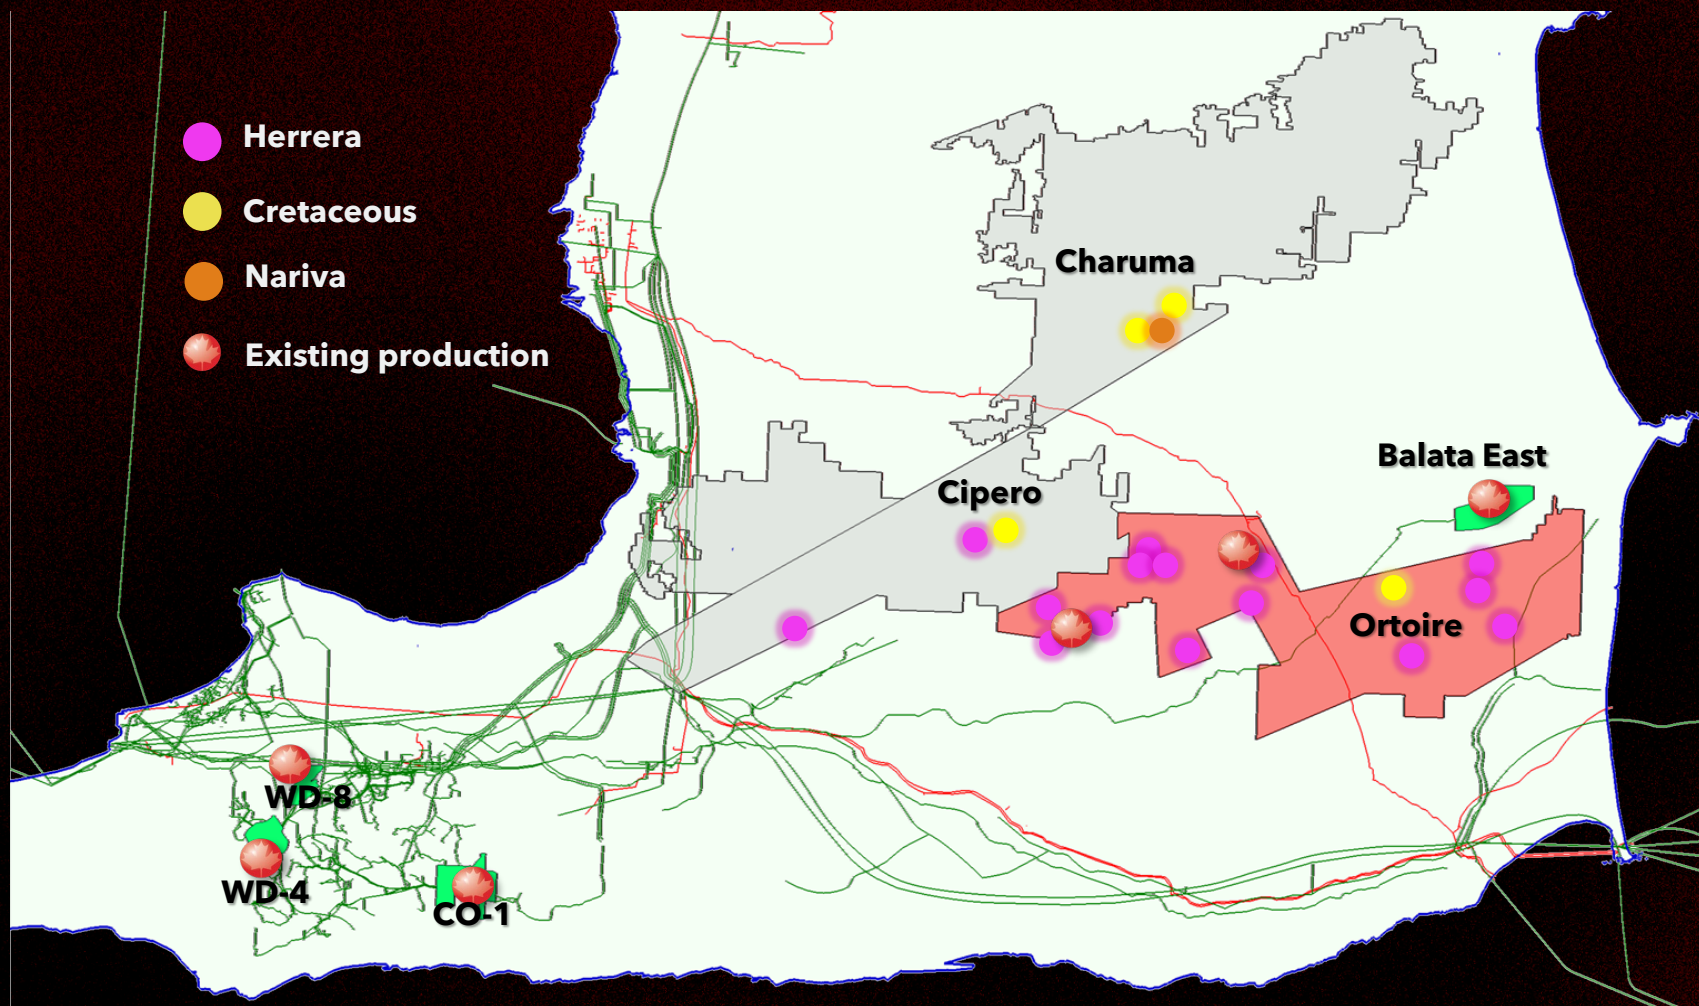 Herrera
Cretaceous
Nariva
Existing production
Charuma
Balata East
Cipero
Ortoire
WD-8
WD-4
CO-1